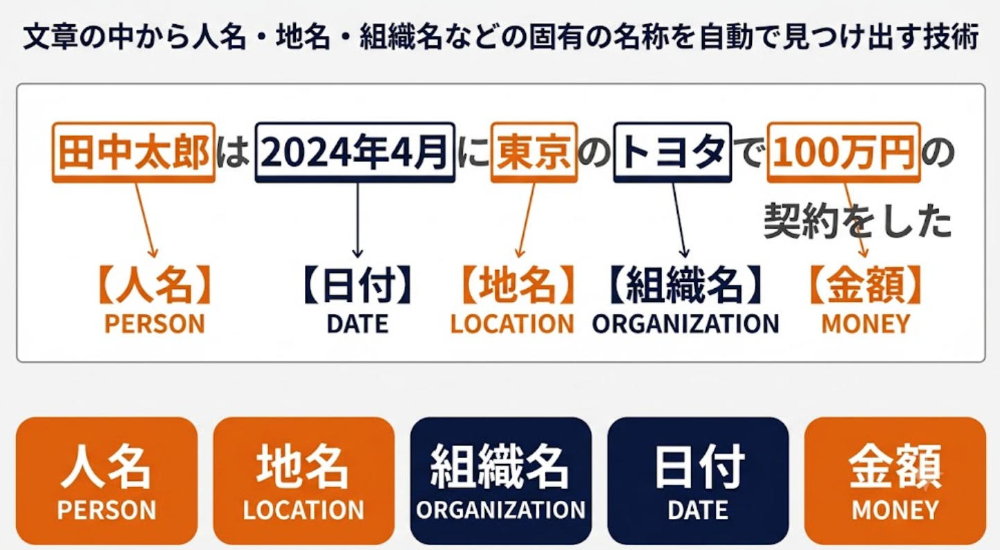 文章の中から人名・地名・組織名などの固有の名称を自動で見つけ出す技術
田中太郎は2024年4月に東京のトヨタで100万円の
契約をした
【人名】 【日付】 【地名】 【組織名】 【金額】
PERSON DATE LOCATION ORGANIZATION MONEY
人名 地名 組織名 日付 金額
PERSON LOCATION ORGANIZATION DATE MONEY